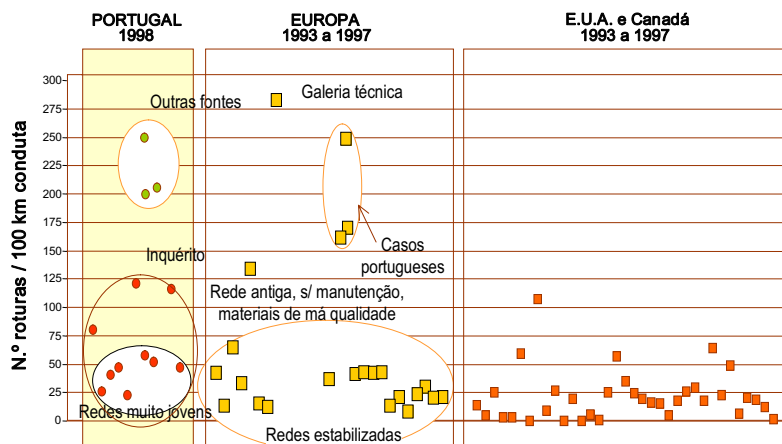 PORTUGAL
1998
EUROPA
1993 a 1997
E.U.A. e Canadá
1993 a 1997
N.º roturas / 100 km conduta
300
275
250
225
200
175
150
125
100
75
50
25
0
Outras fontes
Galeria técnica
Inquérito
Casos
portugueses
Rede antiga, s/ manutenção,
materiais de má qualidade
Redes muito jovens
Redes estabilizadas